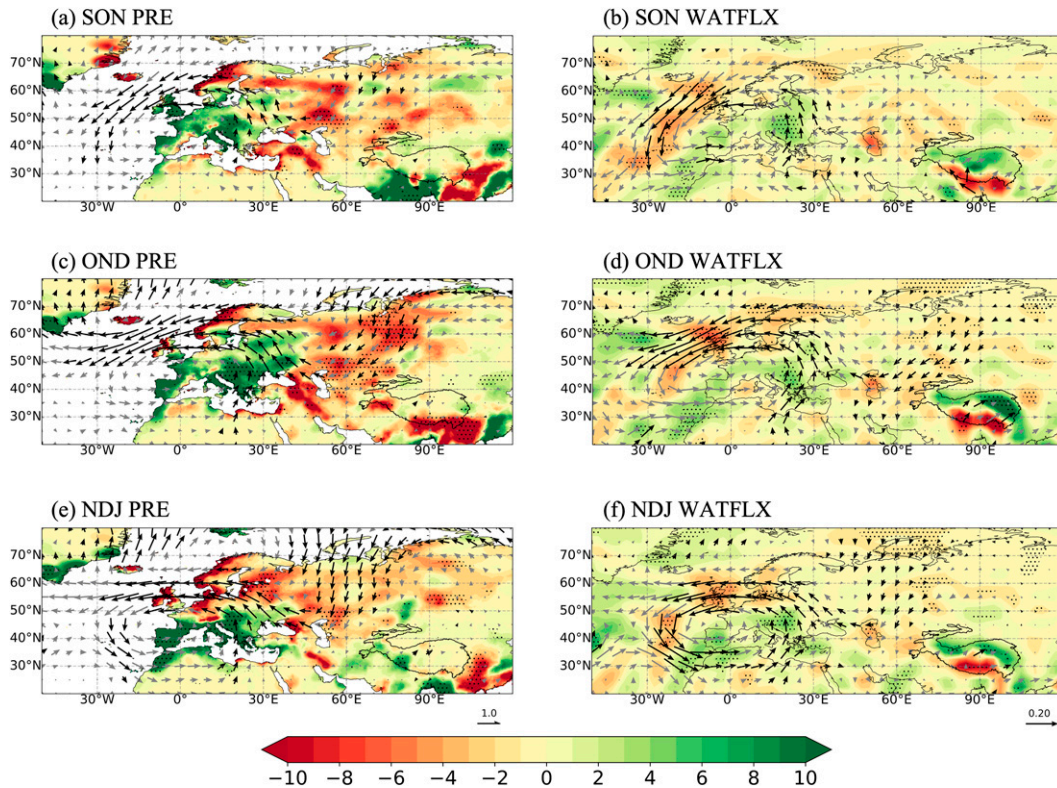 (a) SON PRE
(b) SON WATFLX
70°N 70°N
60°N 60°N
50°N 50°N
40°N 40°N
30°N 30°N
30°W 0° 30°E 60°E 90°E 30°W 0° 30°E 60°E 90°E
(c) OND PRE
(d) OND WATFLX
70°N 70°N
60°N 60°N
50°N 50°N
40°N 40°N
30°N 30°N
30°W 0° 30°E 60°E 90°E 30°W 0° 30°E 60°E 90°E
(e) NDJ PRE
(f) NDJ WATFLX
70°N 70°N
60°N 60°N
50°N 50°N
40°N 40°N
30°N 30°N
30°W 0° 30°E 60°E 90°E 30°W 0° 30°E 60°E 90°E
1.0 0.20
−10 −8 −6 −4 −2 0 2 4 6 8 10